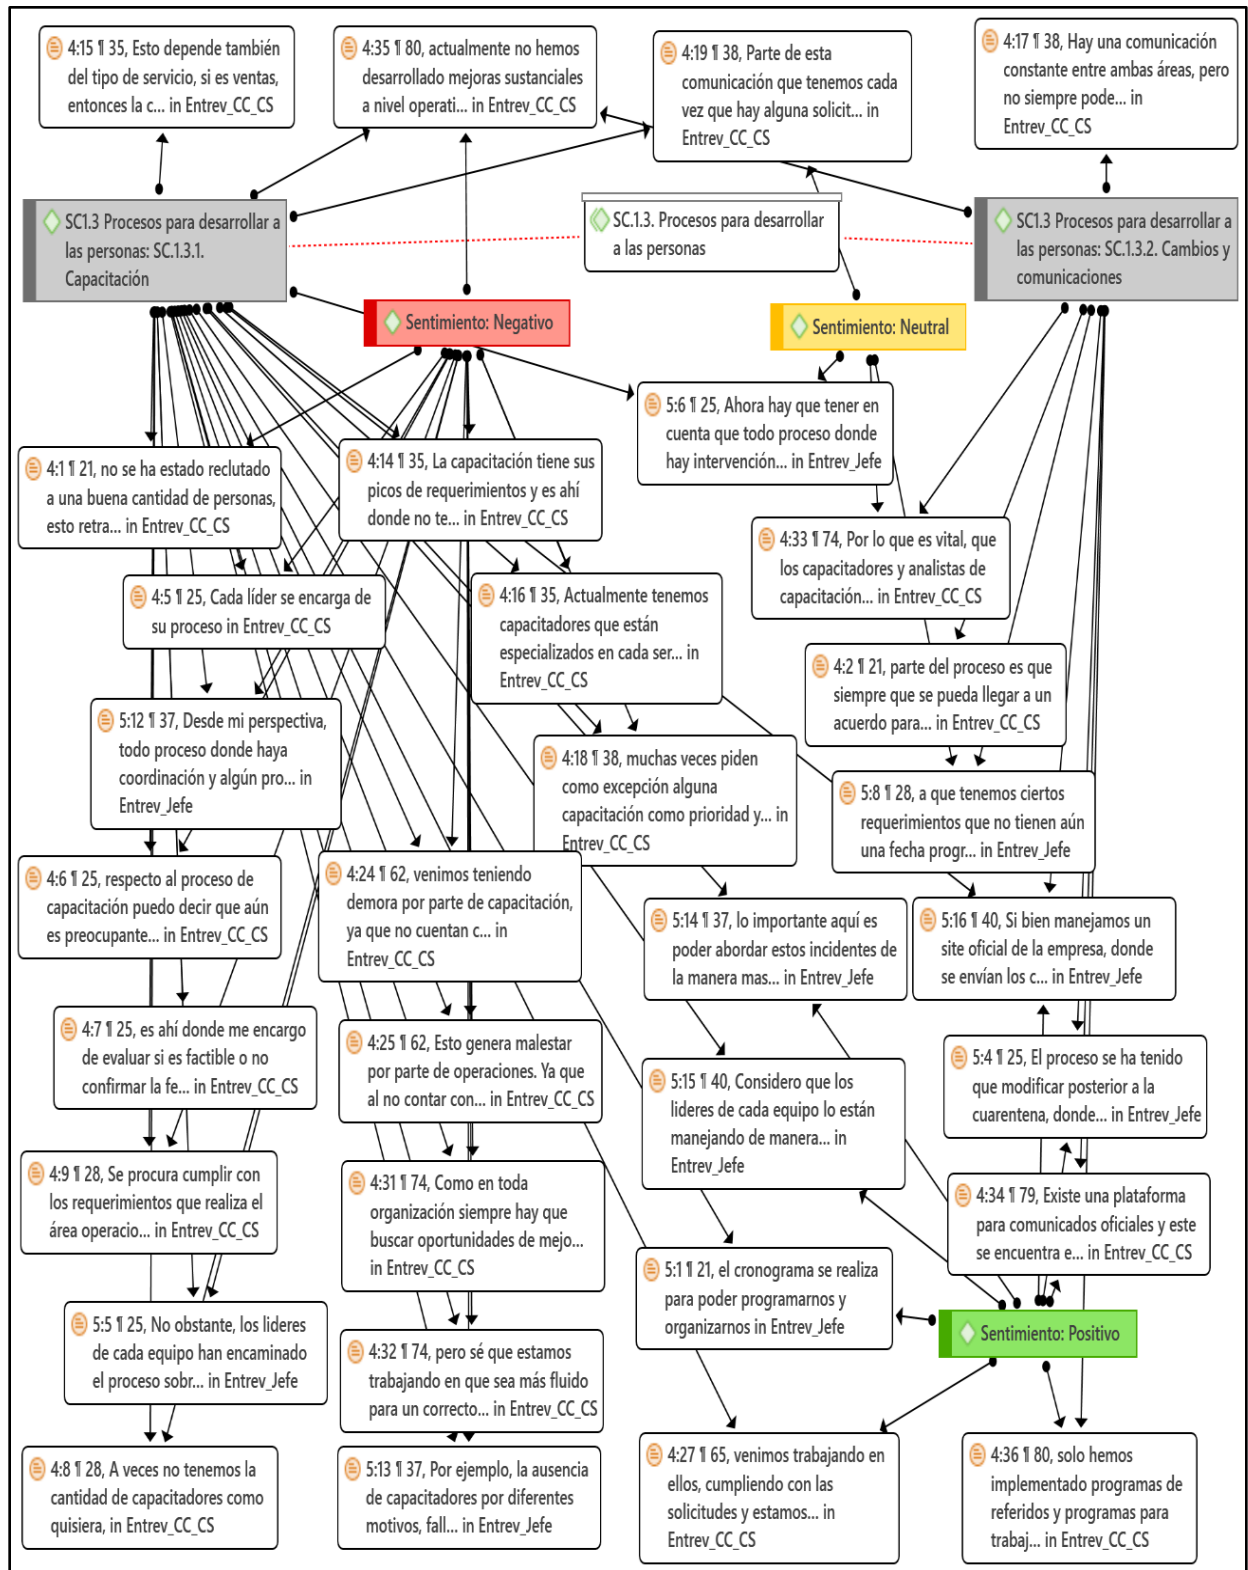 4:15 ¶ 35, Esto depende también
del tipo de servicio, si es ventas,
entonces la c... in Entrev_CC_CS
4:35 ¶ 80, actualmente no hemos
desarrollado mejoras sustanciales
a nivel operati... in Entrev_CC_CS
4:19 ¶ 38, Parte de esta
comunicación que tenemos cada
vez que hay alguna solicit... in
Entrev_CC_CS
4:17 ¶ 38, Hay una comunicación
constante entre ambas áreas, pero
no siempre pode... in
Entrev_CC_CS
SC1.3 Procesos para desarrollar a
las personas: SC.1.3.1.
Capacitación
SC.1.3. Procesos para desarrollar
a las personas
SC1.3 Procesos para desarrollar a
las personas: SC.1.3.2. Cambios y
comunicaciones
Sentimiento: Negativo
Sentimiento: Neutral
5:6 ¶ 25, Ahora hay que tener en
cuenta que todo proceso donde
hay intervención... in Entrev_Jefe
4:1 ¶ 21, no se ha estado reclutado
a una buena cantidad de personas,
esto retra... in Entrev_CC_CS
4:14 ¶ 35, La capacitación tiene sus
picos de requerimientos y es ahí
donde no te... in Entrev_CC_CS
4:33 ¶ 74, Por lo que es vital, que
los capacitadores y analistas de
capacitación... in Entrev_CC_CS
4:5 ¶ 25, Cada líder se encarga de
su proceso in Entrev_CC_CS
4:16 ¶ 35, Actualmente tenemos
capacitadores que están
especializados en cada ser... in
Entrev_CC_CS
4:2 ¶ 21, parte del proceso es que
siempre que se pueda llegar a un
acuerdo para... in Entrev_CC_CS
5:12 ¶ 37, Desde mi perspectiva,
todo proceso donde haya
coordinación y algún pro... in
Entrev_Jefe
4:18 ¶ 38, muchas veces piden
como excepción alguna
capacitación como prioridad y... in
Entrev_CC_CS
5:8 ¶ 28, a que tenemos ciertos
requerimientos que no tienen aún
una fecha progr... in Entrev_Jefe
4:6 ¶ 25, respecto al proceso de
capacitación puedo decir que aún
es preocupante... in Entrev_CC_CS
4:24 ¶ 62, venimos teniendo
demora por parte de capacitación,
ya que no cuentan c... in
Entrev_CC_CS
5:14 ¶ 37, lo importante aquí es
poder abordar estos incidentes de
la manera mas... in Entrev_Jefe
5:16 ¶ 40, Si bien manejamos un
site oficial de la empresa, donde
se envían los c... in Entrev_Jefe
4:7 ¶ 25, es ahí donde me encargo
de evaluar si es factible o no
confirmar la fe... in Entrev_CC_CS
4:25 ¶ 62, Esto genera malestar
por parte de operaciones. Ya que
al no contar con... in Entrev_CC_CS
5:15 ¶ 40, Considero que los
lideres de cada equipo lo están
manejando de manera... in
Entrev_Jefe
5:4 ¶ 25, El proceso se ha tenido
que modificar posterior a la
cuarentena, donde... in Entrev_Jefe
4:9 ¶ 28, Se procura cumplir con
los requerimientos que realiza el
área operacio... in Entrev_CC_CS
4:31 ¶ 74, Como en toda
organización siempre hay que
buscar oportunidades de mejo...
in Entrev_CC_CS
4:34 ¶ 79, Existe una plataforma
para comunicados oficiales y este
se encuentra e... in Entrev_CC_CS
5:1 ¶ 21, el cronograma se realiza
para poder programarnos y
organizarnos in Entrev_Jefe
5:5 ¶ 25, No obstante, los lideres
de cada equipo han encaminado
el proceso sobr... in Entrev_Jefe
4:32 ¶ 74, pero sé que estamos
trabajando en que sea más fluido
para un correcto... in Entrev_CC_CS
Sentimiento: Positivo
4:8 ¶ 28, A veces no tenemos la
cantidad de capacitadores como
quisiera, in Entrev_CC_CS
5:13 ¶ 37, Por ejemplo, la ausencia
de capacitadores por diferentes
motivos, fall... in Entrev_Jefe
4:27 ¶ 65, venimos trabajando en
ellos, cumpliendo con las
solicitudes y estamos... in
Entrev_CC_CS
4:36 ¶ 80, solo hemos
implementado programas de
referidos y programas para
trabaj... in Entrev_CC_CS